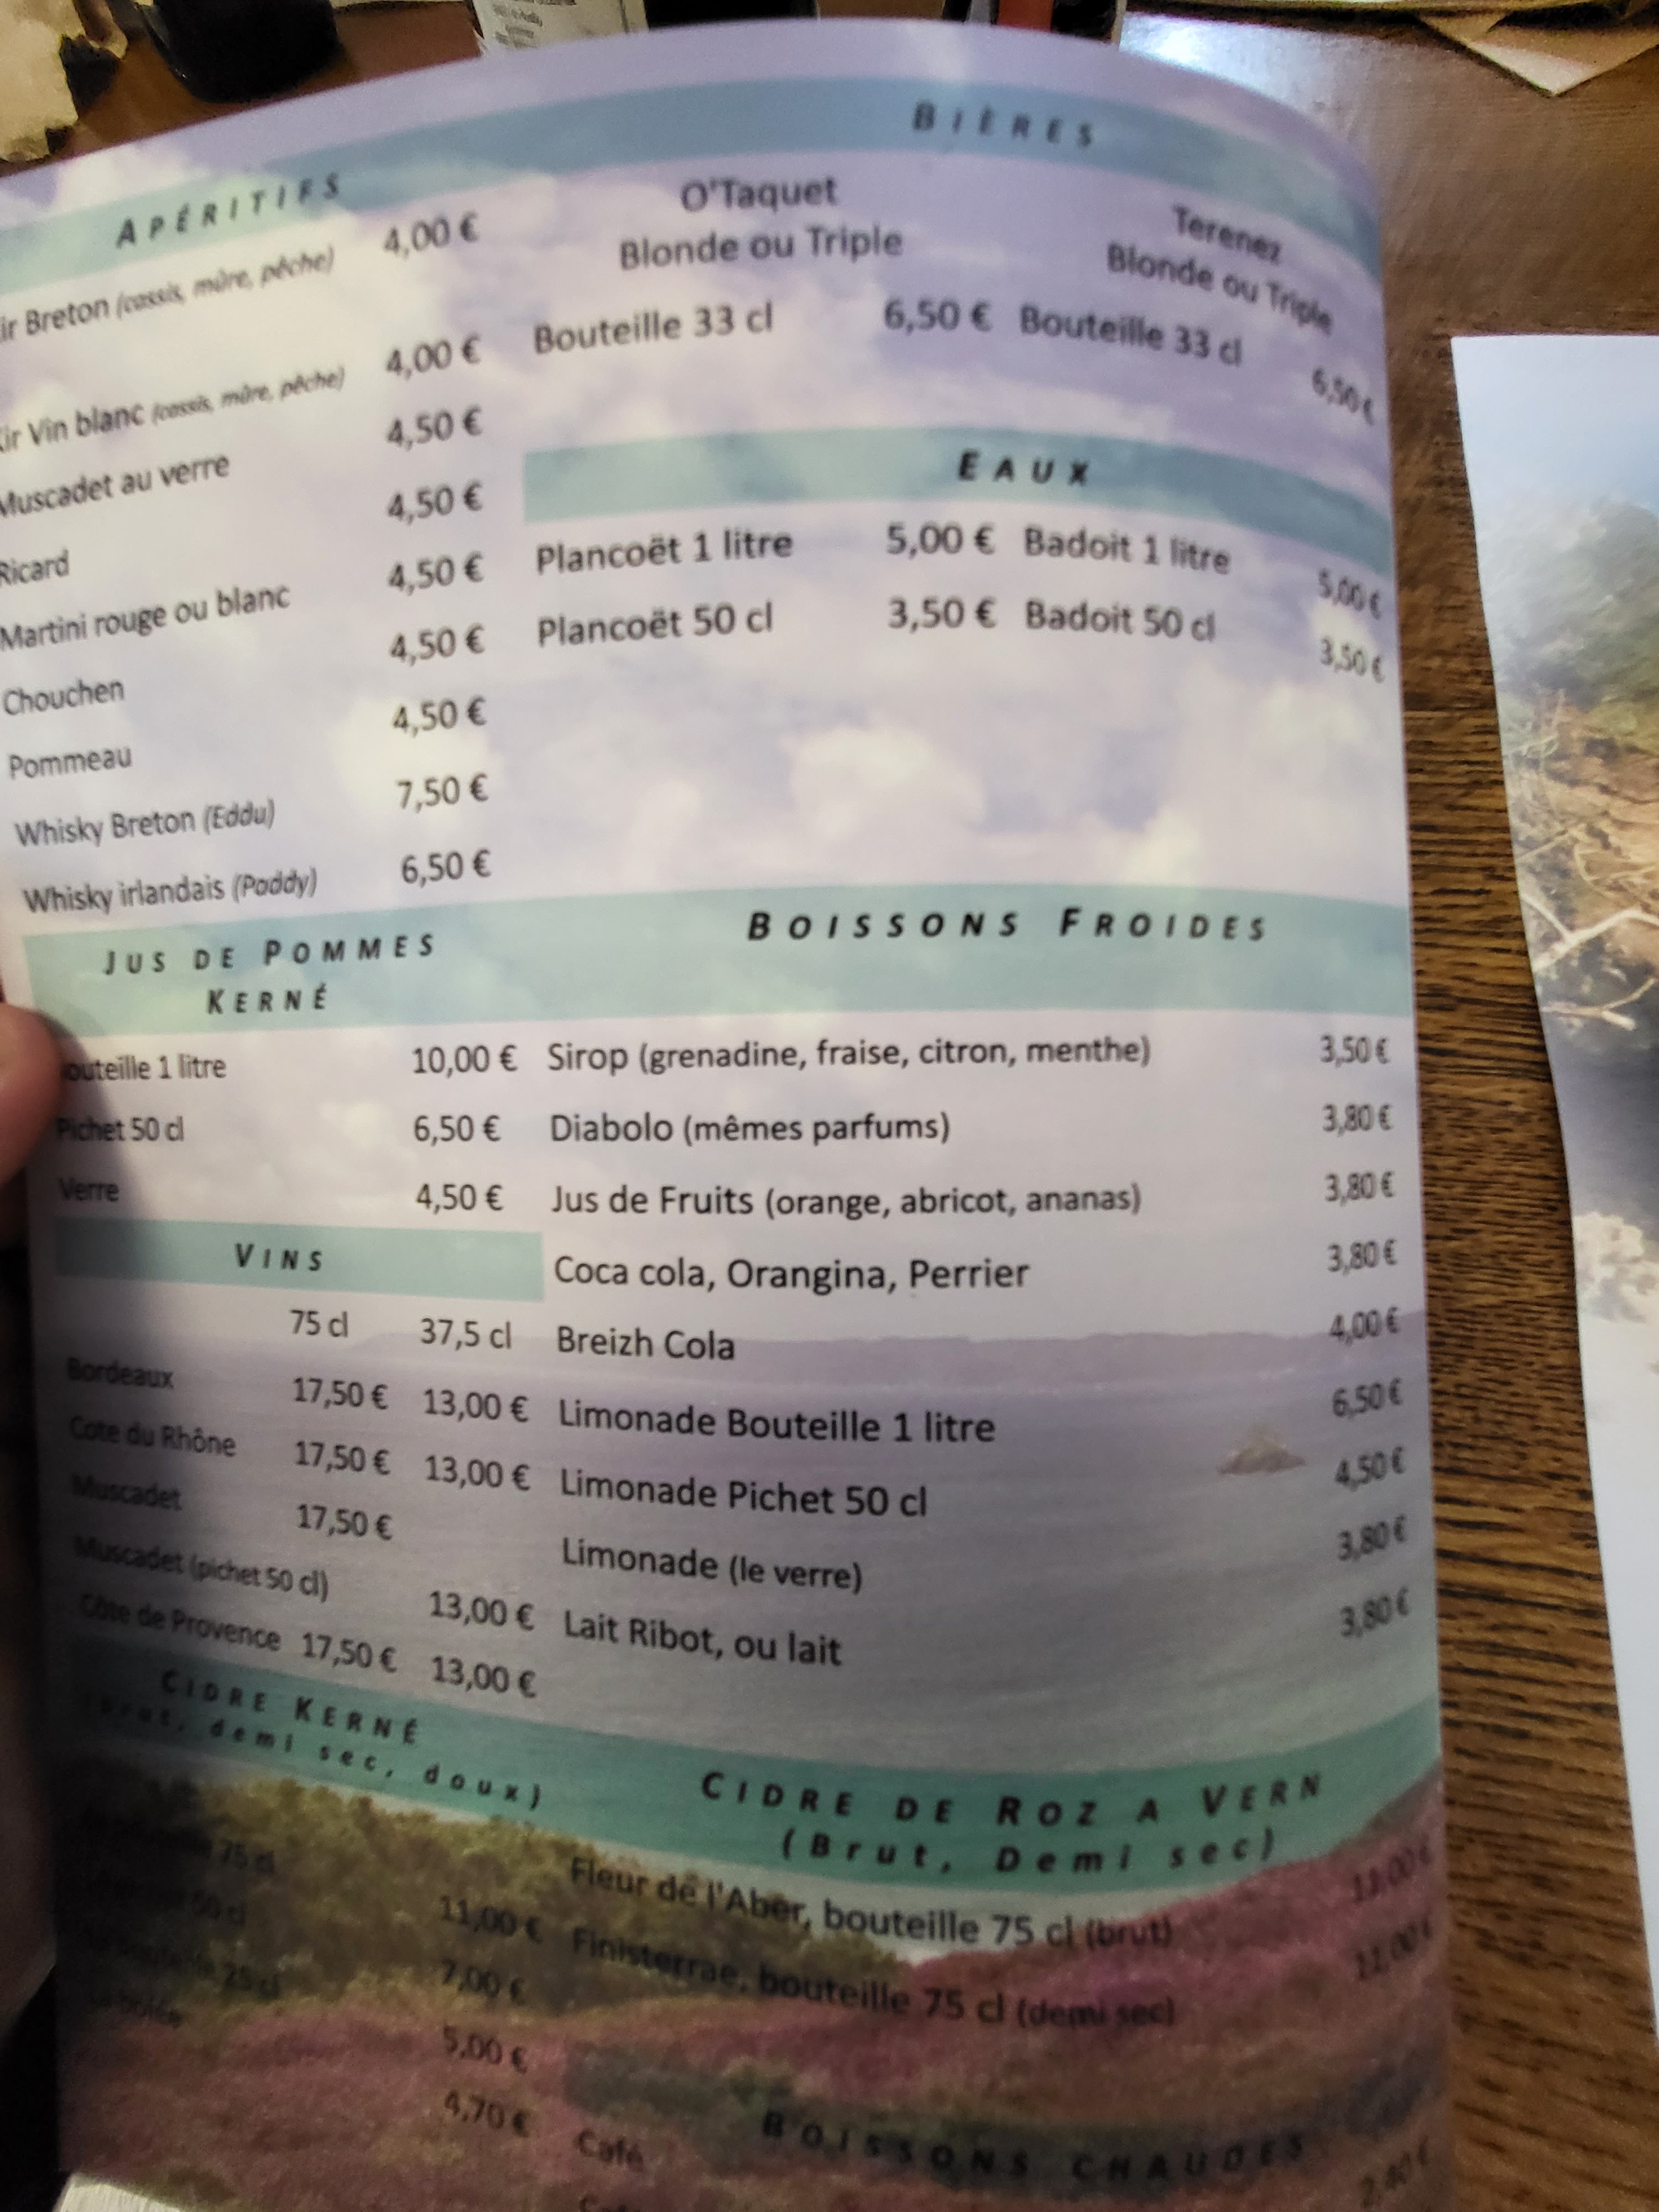 APÉRITIFS
ir Breton (cassis, mûre, pêche) 4,00 €
ir Vin blanc (cassis, mûre, pêche) 4,00 €
Muscadet au verre 4,50 €
Ricard 4,50 €
Martini rouge ou blanc 4,50 €
Chouchen 4,50 €
Pommeau 4,50 €
Whisky Breton (Eddu) 7,50 €
Whisky irlandais (Paddy) 6,50 €
BIÈRES
O'Taquet
Blonde ou Triple
Bouteille 33 cl 6,50 €
Terenez
Blonde ou Triple
Bouteille 33 cl 6,50 €
EAUX
Plancoët 1 litre 5,00 € Badoit 1 litre 5,00 €
Plancoët 50 cl 3,50 € Badoit 50 cl 3,50 €
JUS DE POMMES
KERNÉ
outeille 1 litre 10,00 €
Pichet 50 cl 6,50 €
Verre 4,50 €
VINS
75 cl 37,5 cl
Bordeaux 17,50 € 13,00 €
Cote du Rhône 17,50 € 13,00 €
Muscadet 17,50 €
Muscadet (pichet 50 cl) 13,00 €
Côte de Provence 17,50 € 13,00 €
BOISSONS FROIDES
Sirop (grenadine, fraise, citron, menthe) 3,50 €
Diabolo (mêmes parfums) 3,80 €
Jus de Fruits (orange, abricot, ananas) 3,80 €
Coca cola, Orangina, Perrier 3,80 €
Breizh Cola 4,00 €
Limonade Bouteille 1 litre 6,50 €
Limonade Pichet 50 cl 4,50 €
Limonade (le verre) 3,80 €
Lait Ribot, ou lait 3,80 €
CIDRE KERNÉ
(brut, demi sec, doux)
75 cl 11,00 €
50 cl 7,00 €
25 cl 5,00 €
La bolée 4,70 €
CIDRE DE ROZ A VERN
(Brut, Demi sec)
Fleur de l'Aber, bouteille 75 cl (brut) 11,00 €
Finisterrae, bouteille 75 cl (demi sec) 11,00 €
BOISSONS CHAUDES
Café